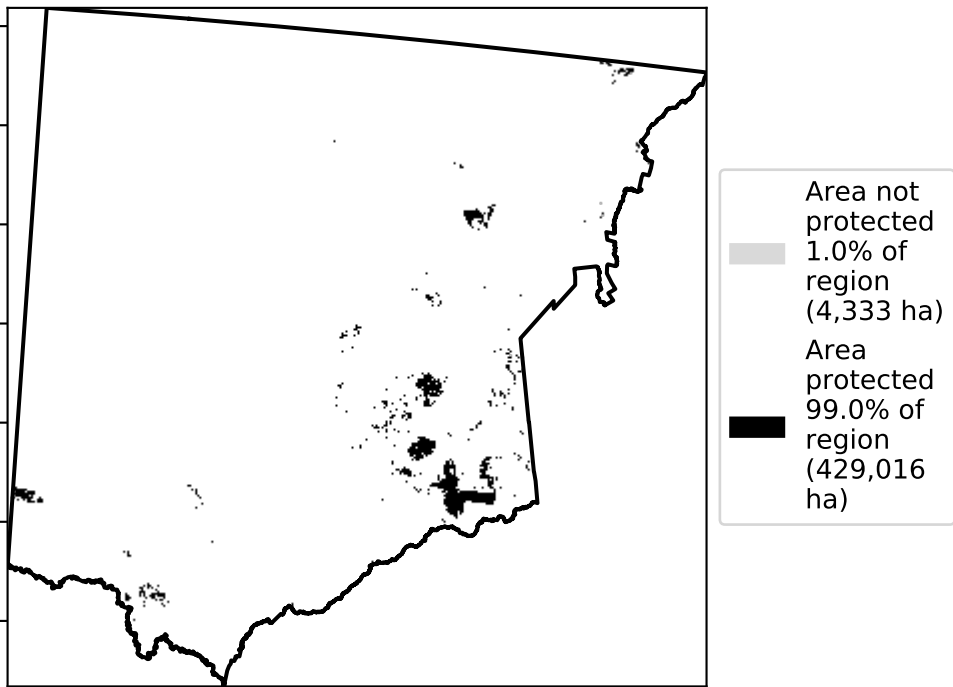 Area not
protected
1.0% of
region
(4,333 ha)
Area
protected
99.0% of
region
(429,016
ha)